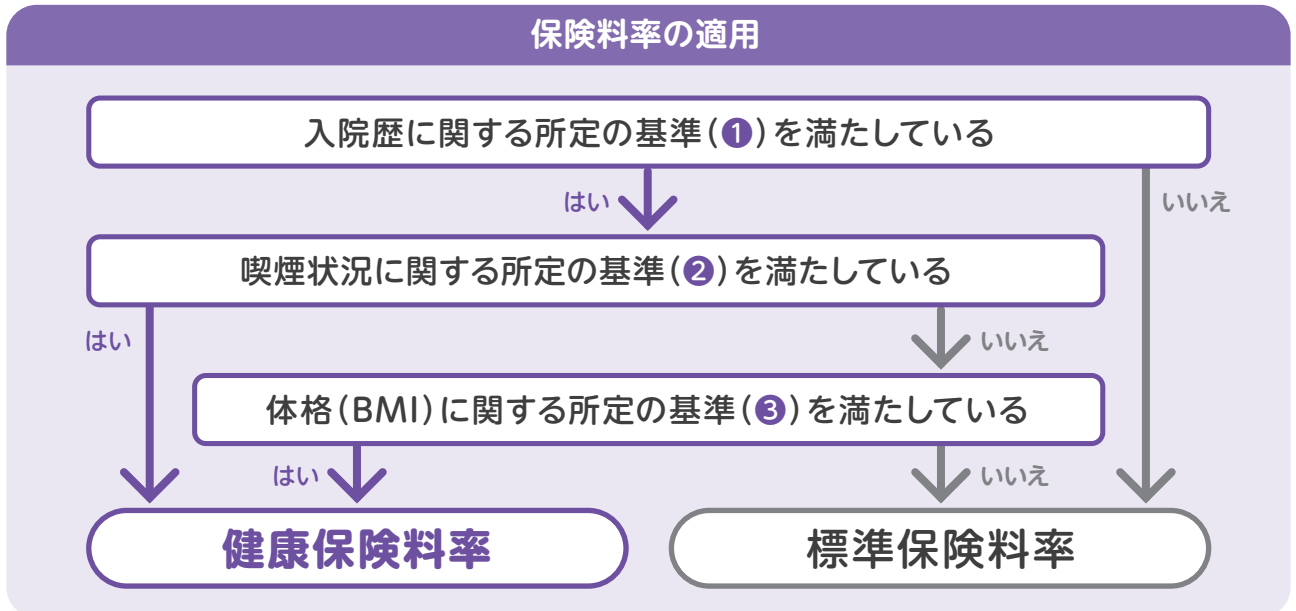 保険料率の適用
入院歴に関する所定の基準(❶)を満たしている
はい
いいえ
喫煙状況に関する所定の基準(❷)を満たしている
はい
いいえ
体格(BMI)に関する所定の基準(❸)を満たしている
はい
いいえ
健康保険料率
標準保険料率